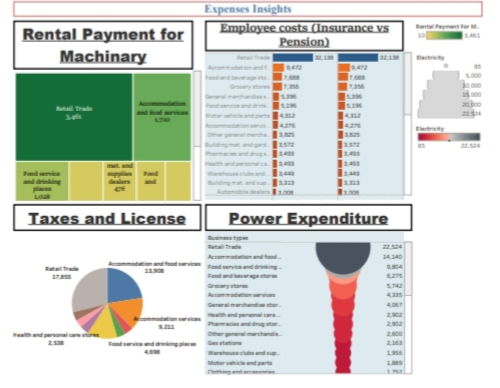 Expenses Insights
Rental Payment for
Machinary
Retail Trade
3,461
Accommodation
and food services
Food service
and drinking
places
1,028
met. and
supplies
dealers
476
Food
and
Employee costs (Insurance vs
Pension)
Retail Trade 32,138 32,138
Accommodation and f.. 9,472 9,472
Food and beverage sto.. 7,688 7,688
Grocery stores 7,356 7,356
General merchandise s.. 5,396 5,396
Food service and drink.. 5,196 5,196
Motor vehicle and parts 4,312 4,312
Accommodation servi.. 4,276 4,276
Other general mercha.. 3,825 3,825
Building mat. and gard.. 3,572 3,572
Pharmacies and drug s.. 3,493 3,493
Health and personal ca.. 3,493 3,493
Warehouse clubs and .. 3,449 3,449
Building mat. and sup.. 3,313 3,313
Automobile dealers 3,008 3,008
Rental Payment For M..
10 3,461
Electricity
0 85
5,000
10,000
15,000
20,000
22,524
Electricity
85 22,524
Taxes and License
Retail Trade
17,855
Accommodation and food services
13,908
Accommodation services
9,211
Food service and drinking places
4,698
Health and personal care stores
2,538
Power Expenditure
Business types
Retail Trade 22,524
Accommodation and food .. 14,140
Food service and drinking .. 9,804
Food and beverage stores 6,275
Grocery stores 5,742
Accommodation services 4,335
General merchandise stor.. 4,067
Health and personal care .. 2,902
Pharmacies and drug stor.. 2,902
Other general merchandis.. 2,600
Gas stations 2,163
Warehouse clubs and sup.. 1,956
Motor vehicle and parts 1,889
Clothing and accessories 1,752